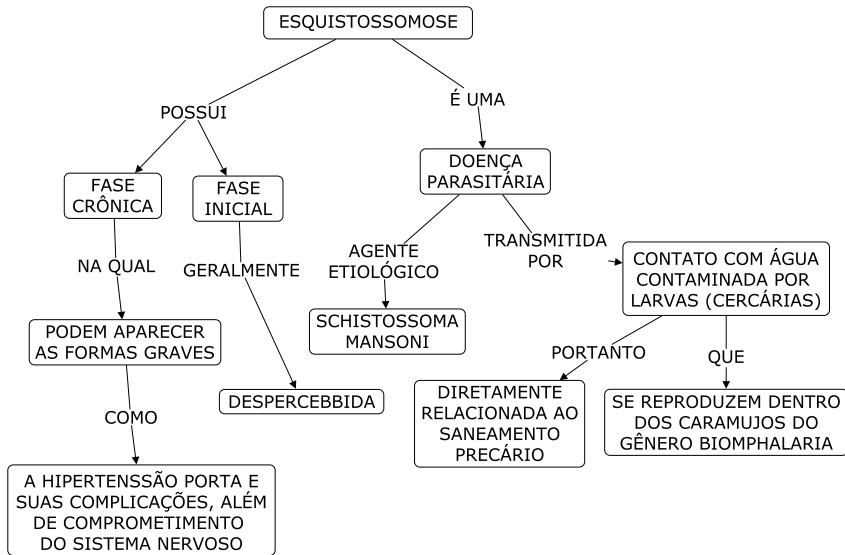 ESQUISTOSSOMOSE
POSSUI
É UMA
FASE
CRÔNICA
FASE
INICIAL
DOENÇA
PARASITÁRIA
NA QUAL
GERALMENTE
AGENTE
ETIOLÓGICO
TRANSMITIDA
POR
CONTATO COM ÁGUA
CONTAMINADA POR
LARVAS (CERCÁRIAS)
PODEM APARECER
AS FORMAS GRAVES
SCHISTOSSOMA
MANSONI
PORTANTO
QUE
DESPERCEBBIDA
DIRETAMENTE
RELACIONADA AO
SANEAMENTO
PRECÁRIO
SE REPRODUZEM DENTRO
DOS CARAMUJOS DO
GÊNERO BIOMPHALARIA
COMO
A HIPERTENSSÃO PORTA E
SUAS COMPLICAÇÕES, ALÉM
DE COMPROMETIMENTO
DO SISTEMA NERVOSO